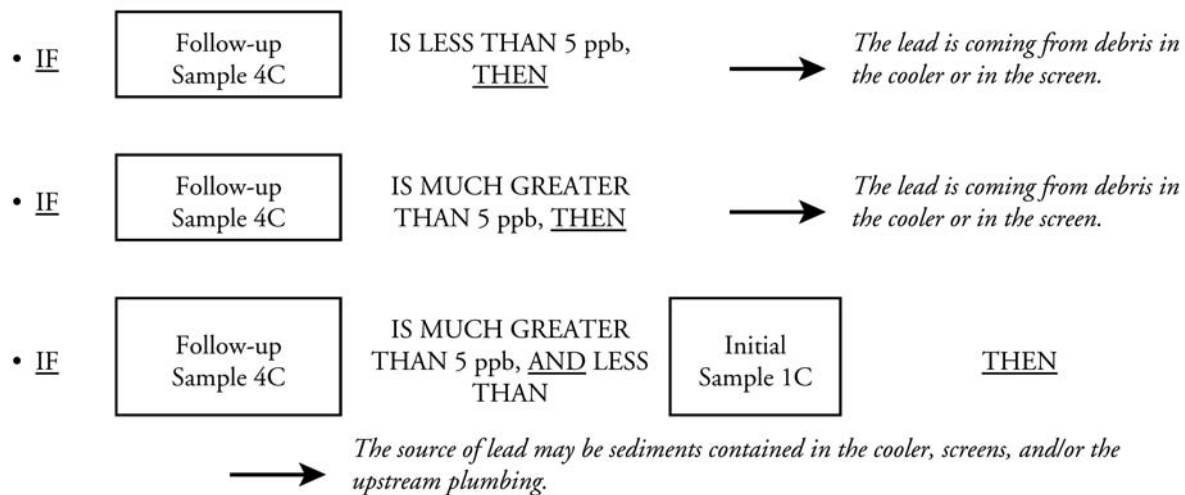 • IF Follow-up Sample 4C IS LESS THAN 5 ppb, THEN The lead is coming from debris in the cooler or in the screen.
• IF Follow-up Sample 4C IS MUCH GREATER THAN 5 ppb, THEN The lead is coming from debris in the cooler or in the screen.
• IF Follow-up Sample 4C IS MUCH GREATER THAN 5 ppb, AND LESS THAN Initial Sample 1C THEN
The source of lead may be sediments contained in the cooler, screens, and/or the
upstream plumbing.